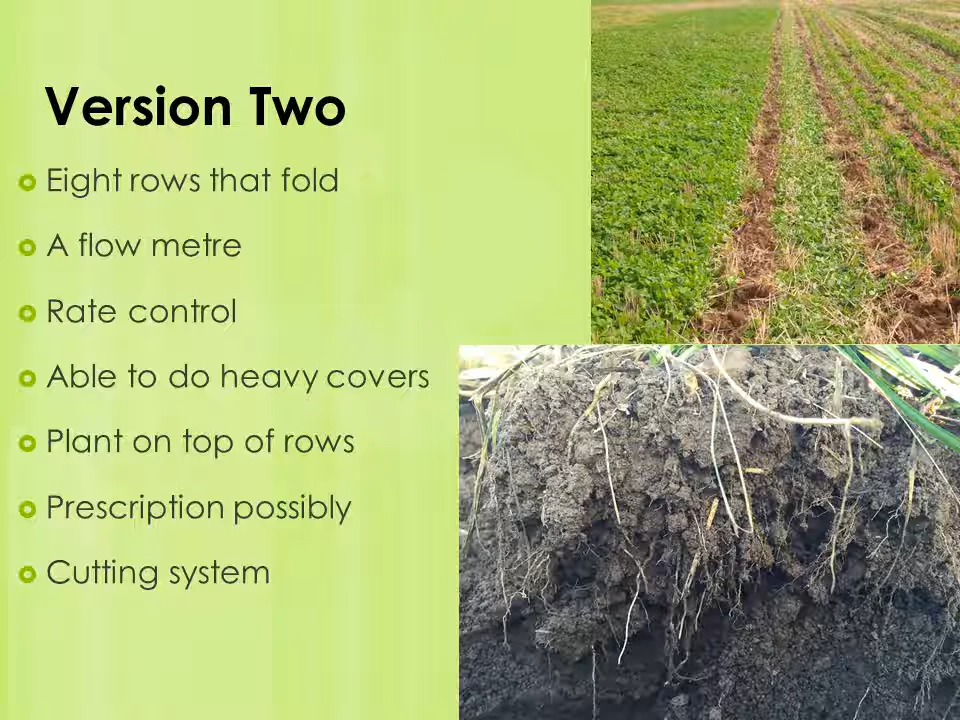 Version Two
Eight rows that fold
A flow metre
Rate control
Able to do heavy covers
Plant on top of rows
Prescription possibly
Cutting system